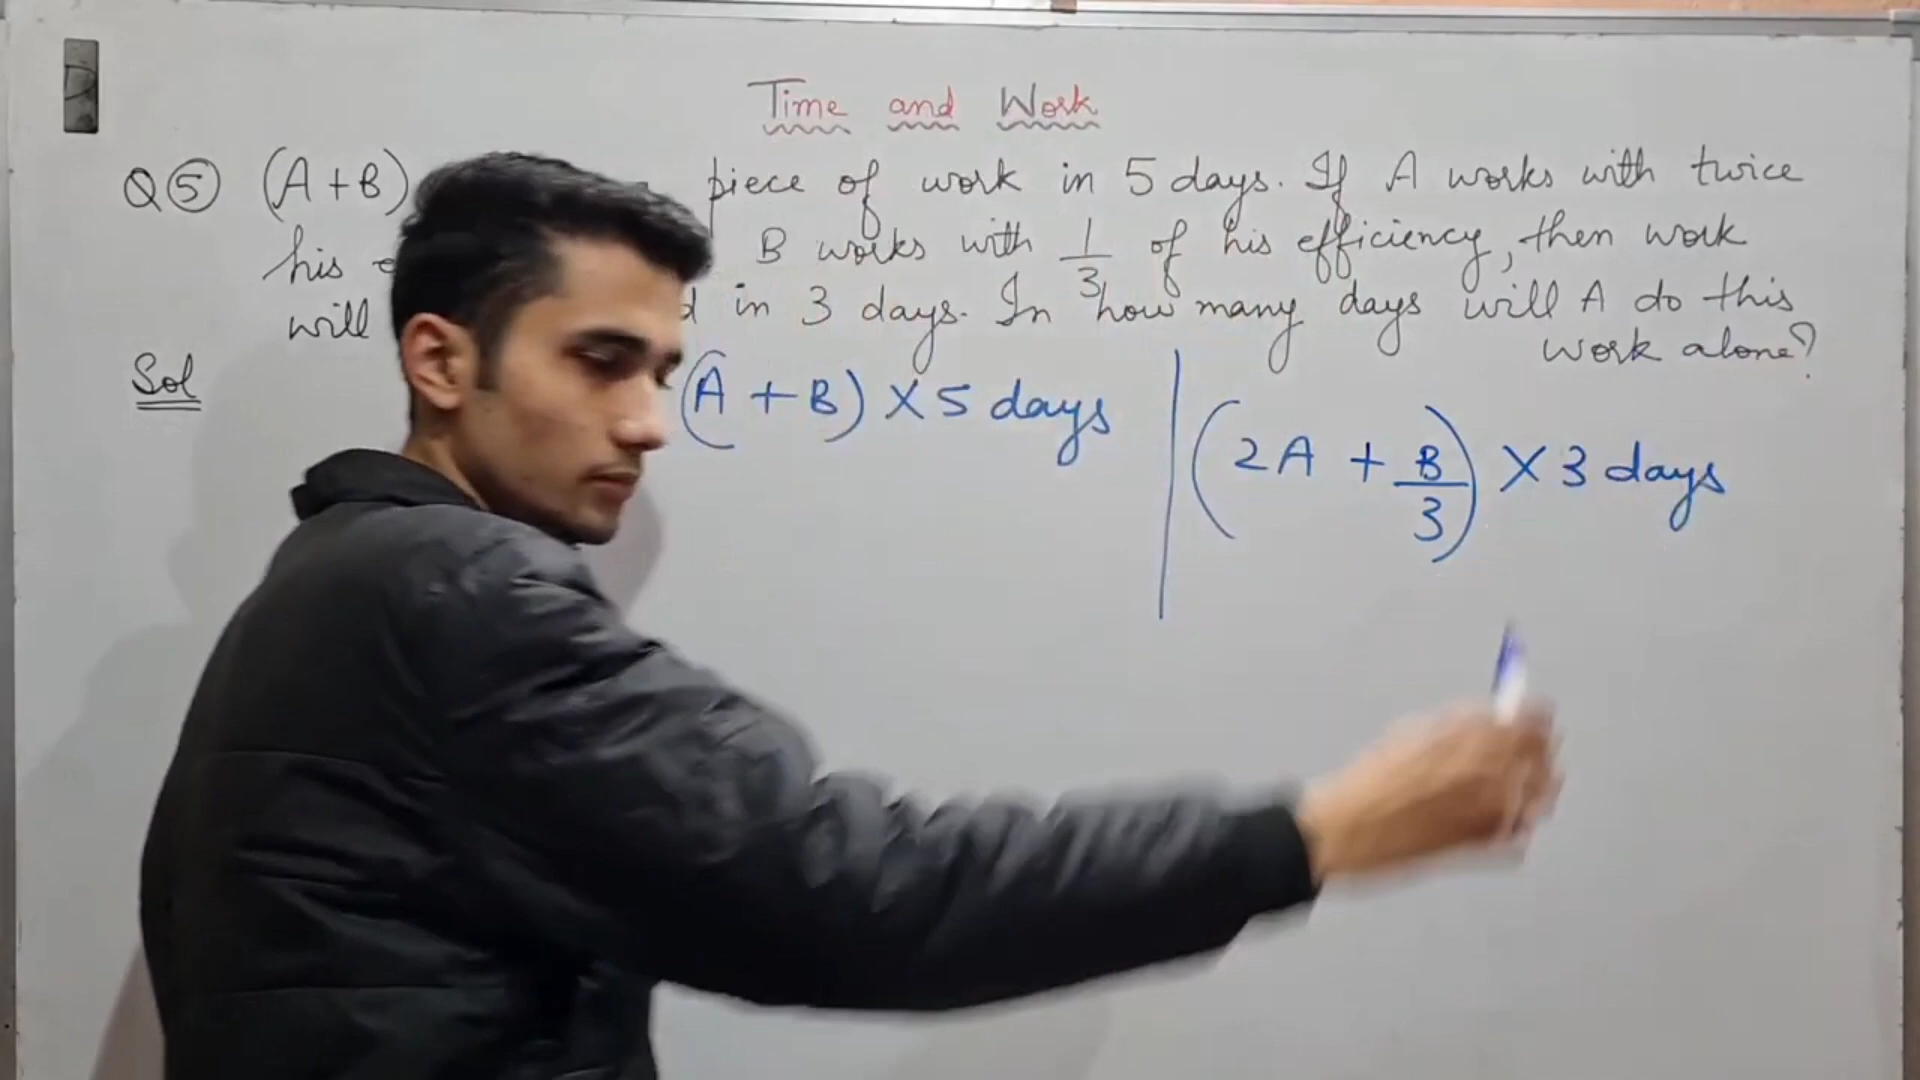 Time and Work
Q ⑤ (A+B) piece of work in 5 days. If A works with twice
his B works with 1/3 of his efficiency, then work
will in 3 days. In how many days will A do this
work alone?
Sol
(A + B) × 5 days
(2A + B/3) × 3 days